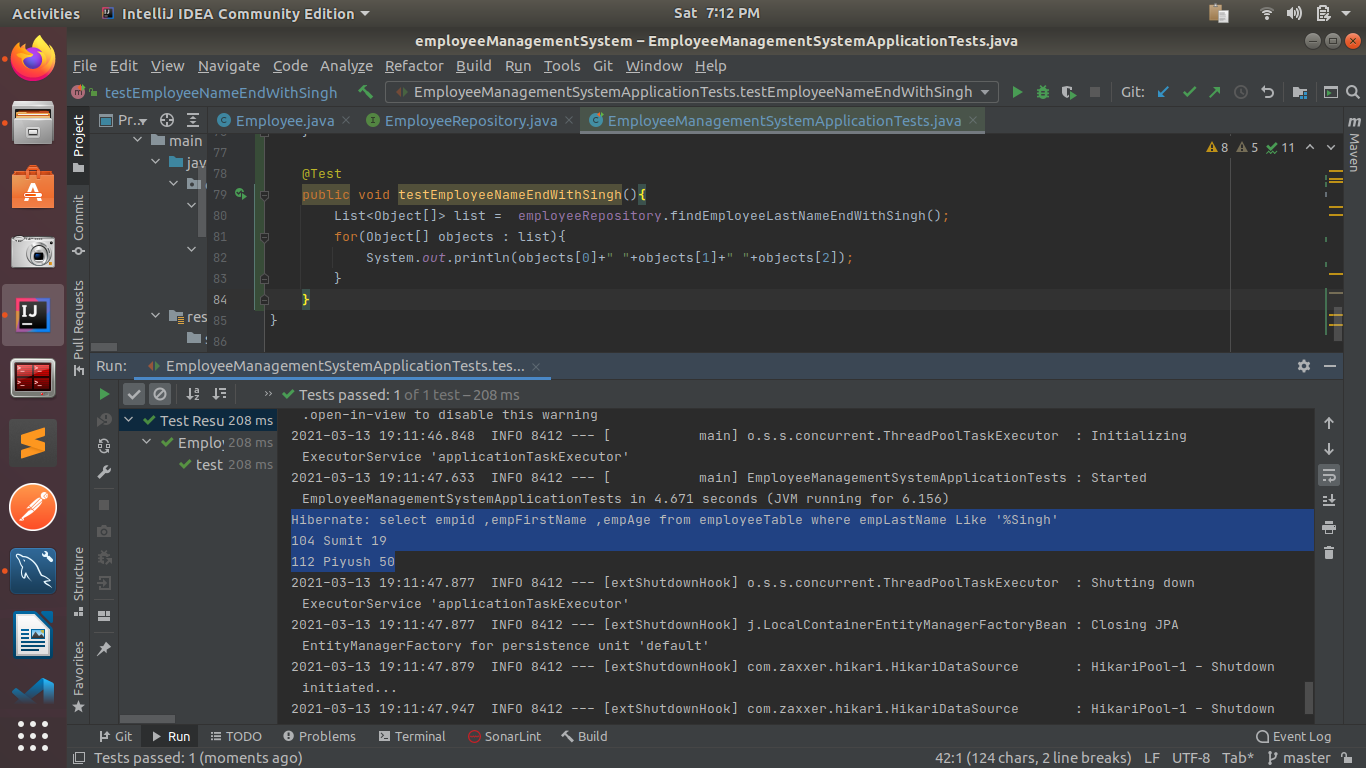 Activities IntelliJ IDEA Community Edition Sat 7:12 PM
employeeManagementSystem – EmployeeManagementSystemApplicationTests.java
File Edit View Navigate Code Analyze Refactor Build Run Tools Git Window Help
testEmployeeNameEndWithSingh EmployeeManagementSystemApplicationTests.testEmployeeNameEndWithSingh Git:
Project Pr... Employee.java EmployeeRepository.java EmployeeManagementSystemApplicationTests.java Maven
main
jav
res
Commit
Pull Requests
Structure
Favorites
8 5 11
77
78 @Test
79 public void testEmployeeNameEndWithSingh(){
80 List<Object[]> list =  employeeRepository.findEmployeeLastNameEndWithSingh();
81 for(Object[] objects : list){
82 System.out.println(objects[0]+" "+objects[1]+" "+objects[2]);
83 }
84 }
85 }
86
Run: EmployeeManagementSystemApplicationTests.tes...
» Tests passed: 1 of 1 test – 208 ms
Test Resu 208 ms
Employ 208 ms
test 208 ms
.open-in-view to disable this warning
2021-03-13 19:11:46.848  INFO 8412 --- [           main] o.s.s.concurrent.ThreadPoolTaskExecutor  : Initializing
ExecutorService 'applicationTaskExecutor'
2021-03-13 19:11:47.633  INFO 8412 --- [           main] EmployeeManagementSystemApplicationTests : Started
EmployeeManagementSystemApplicationTests in 4.671 seconds (JVM running for 6.156)
Hibernate: select empid ,empFirstName ,empAge from employeeTable where empLastName Like '%Singh'
104 Sumit 19
112 Piyush 50
2021-03-13 19:11:47.877  INFO 8412 --- [extShutdownHook] o.s.s.concurrent.ThreadPoolTaskExecutor  : Shutting down
ExecutorService 'applicationTaskExecutor'
2021-03-13 19:11:47.877  INFO 8412 --- [extShutdownHook] j.LocalContainerEntityManagerFactoryBean : Closing JPA
EntityManagerFactory for persistence unit 'default'
2021-03-13 19:11:47.879  INFO 8412 --- [extShutdownHook] com.zaxxer.hikari.HikariDataSource       : HikariPool-1 - Shutdown
initiated...
2021-03-13 19:11:47.947  INFO 8412 --- [extShutdownHook] com.zaxxer.hikari.HikariDataSource       : HikariPool-1 - Shutdown
Git Run TODO Problems Terminal SonarLint Build Event Log
Tests passed: 1 (moments ago) 42:1 (124 chars, 2 line breaks) LF UTF-8 Tab* master